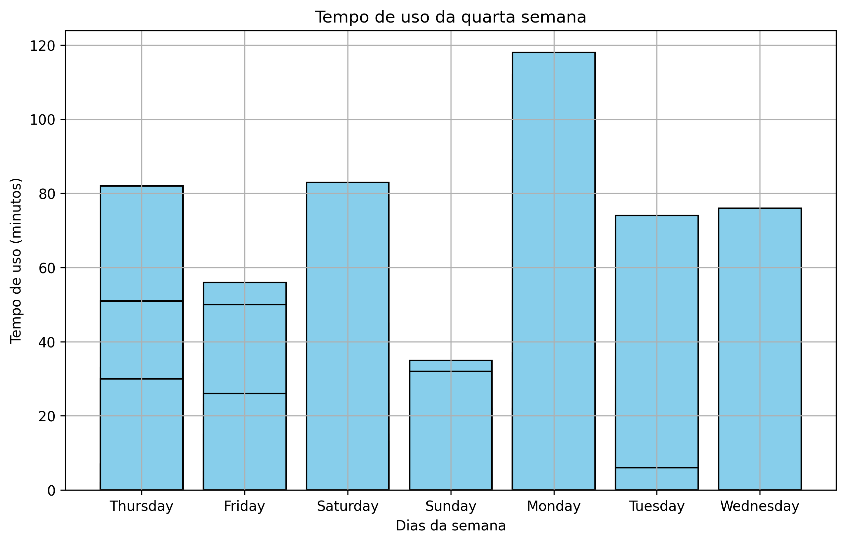 Tempo de uso da quarta semana
Tempo de uso (minutos)
120
100
80
60
40
20
0
Thursday Friday Saturday Sunday Monday Tuesday Wednesday
Dias da semana